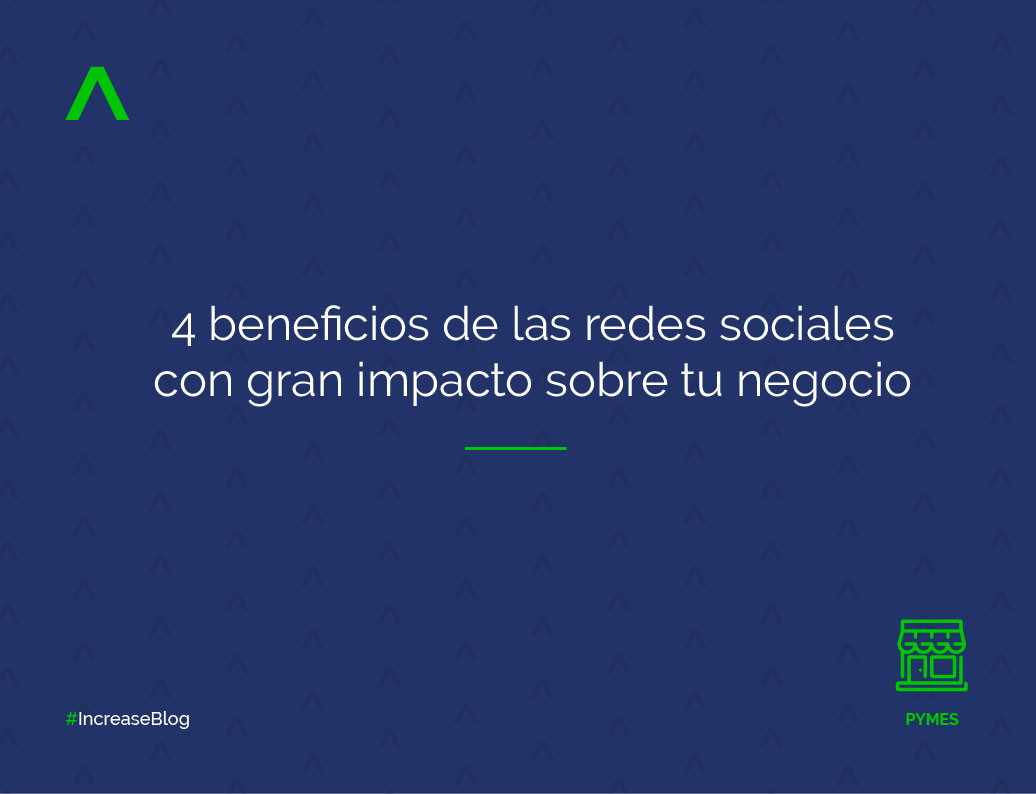 4 beneficios de las redes sociales
con gran impacto sobre tu negocio
#IncreaseBlog
PYMES